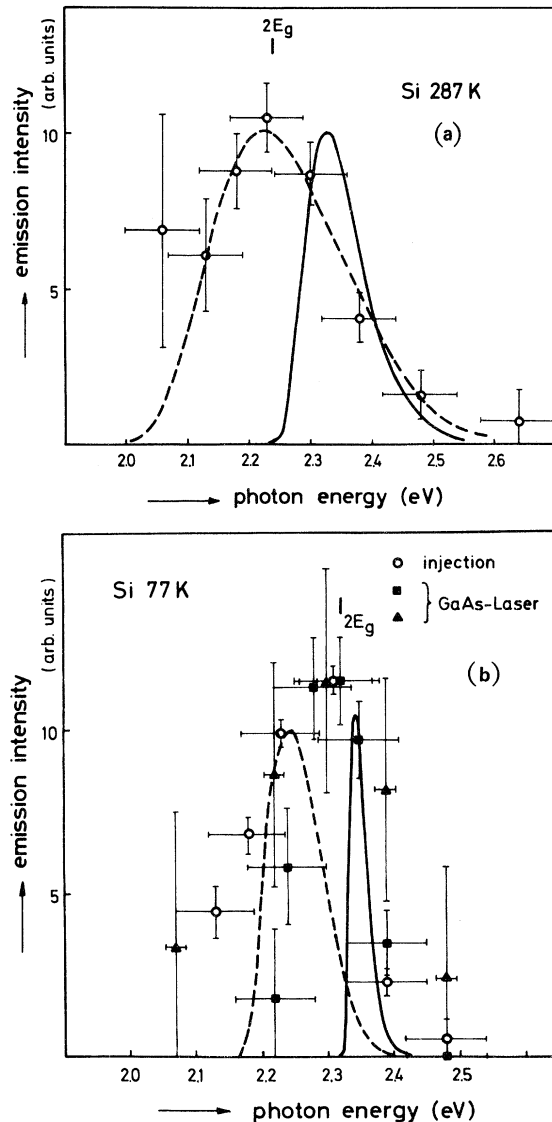 2Eg
Si 287 K
(a)
emission intensity (arb. units)
10
5
2.0 2.1 2.2 2.3 2.4 2.5 2.6
photon energy (eV)
Si 77 K
injection
GaAs-Laser
2Eg
(b)
emission intensity (arb. units)
10
5
2.0 2.1 2.2 2.3 2.4 2.5
photon energy (eV)